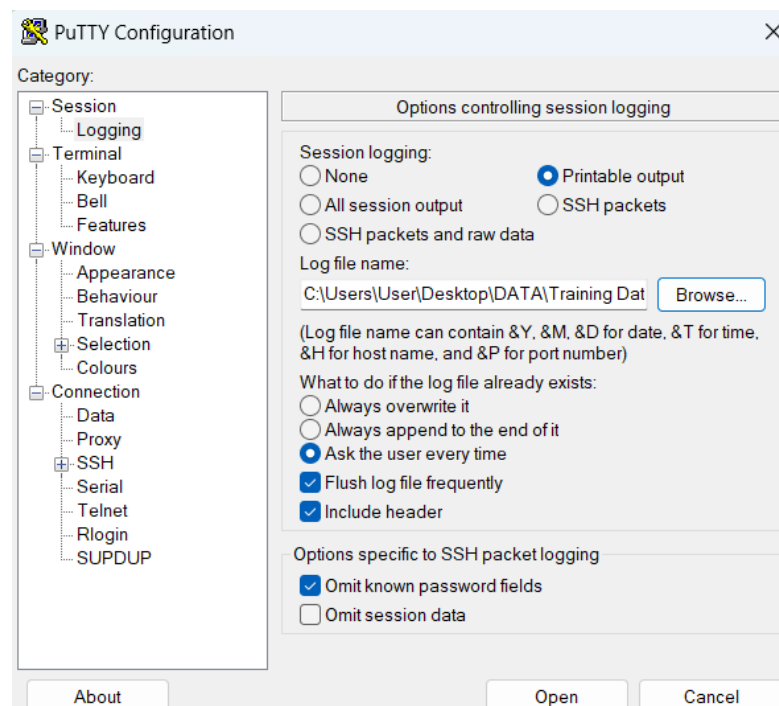 PuTTY Configuration
Category:
Session
Logging
Terminal
Keyboard
Bell
Features
Window
Appearance
Behaviour
Translation
Selection
Colours
Connection
Data
Proxy
SSH
Serial
Telnet
Rlogin
SUPDUP
Options controlling session logging
Session logging:
None
Printable output
All session output
SSH packets
SSH packets and raw data
Log file name:
C:\Users\User\Desktop\DATA\Training Dat
Browse...
(Log file name can contain &Y, &M, &D for date, &T for time,
&H for host name, and &P for port number)
What to do if the log file already exists:
Always overwrite it
Always append to the end of it
Ask the user every time
Flush log file frequently
Include header
Options specific to SSH packet logging
Omit known password fields
Omit session data
About
Open
Cancel